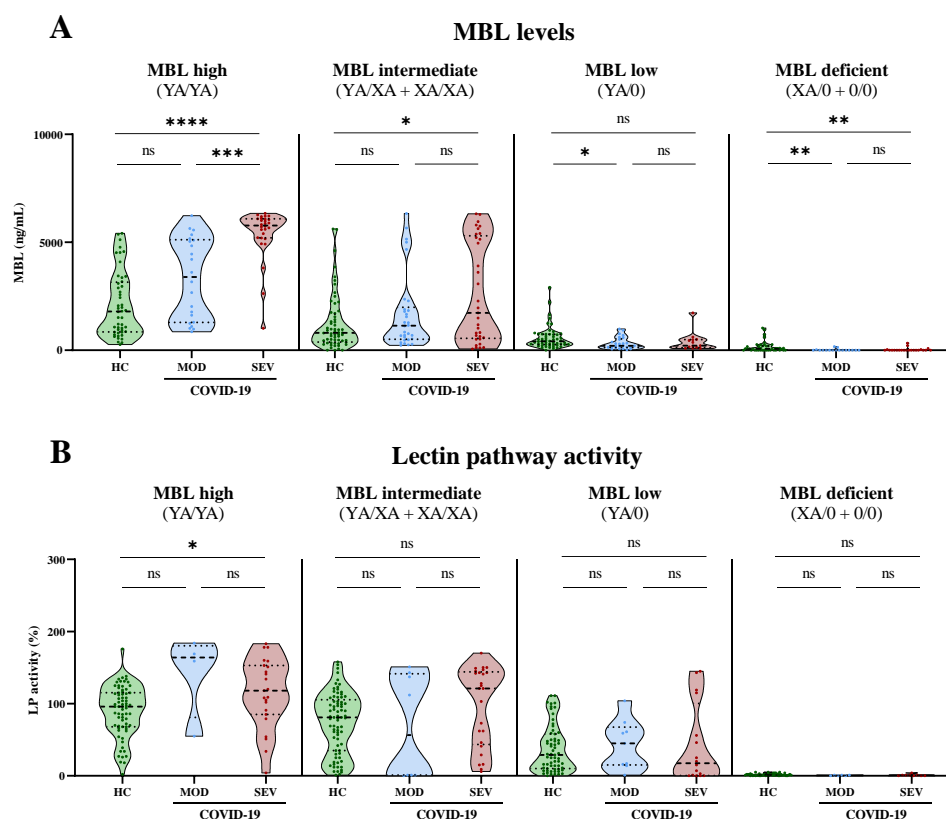 A
MBL levels
MBL high MBL intermediate MBL low MBL deficient
(YA/YA) (YA/XA + XA/XA) (YA/0) (XA/0 + 0/0)
10000
**** * ns **
ns *** ns ns * ns ** ns
MBL (ng/mL)
5000
0
HC MOD SEV HC MOD SEV HC MOD SEV HC MOD SEV
COVID-19 COVID-19 COVID-19 COVID-19
B
Lectin pathway activity
MBL high MBL intermediate MBL low MBL deficient
(YA/YA) (YA/XA + XA/XA) (YA/0) (XA/0 + 0/0)
300
* ns ns ns
ns ns ns ns ns ns ns ns
200
LP activity (%)
100
0
HC MOD SEV HC MOD SEV HC MOD SEV HC MOD SEV
COVID-19 COVID-19 COVID-19 COVID-19